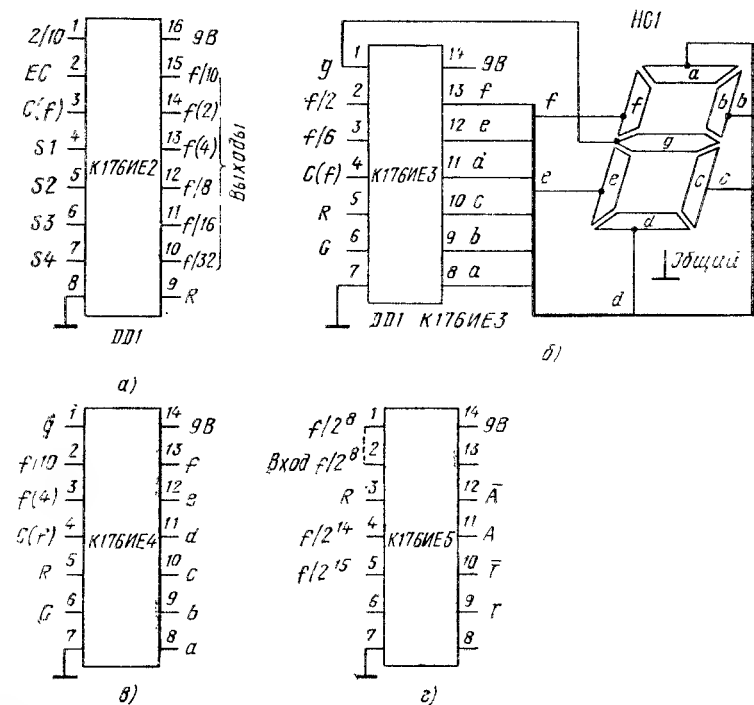 2/10 1 16 9В
ЕС 2 15 f/10
C(f) 3 14 f(2)
S1 4 13 f(4)
S2 5 12 f/8
S3 6 11 f/16
S4 7 10 f/32
8 9 R
К176ИЕ2
Выходы
DD1
а)
g 1 14 9В
f/2 2 13 f
f/6 3 12 e
C(f) 4 11 d
R 5 10 c
G 6 9 b
7 8 a
К176ИЕ3
DD1 К176ИЕ3
HG1
a
f f b b
g
e e c c
d
Общий
d
б)
g 1 14 9В
f/10 2 13 f
f(4) 3 12 e
C(f) 4 11 d
R 5 10 c
G 6 9 b
7 8 a
К176ИЕ4
в)
f/2⁸ 1 14 9В
Вход f/2⁸ 2 13
R 3 12 A̅
f/2¹⁴ 4 11 A
f/2¹⁵ 5 10 T̅
6 9 T
7 8
К176ИЕ5
г)